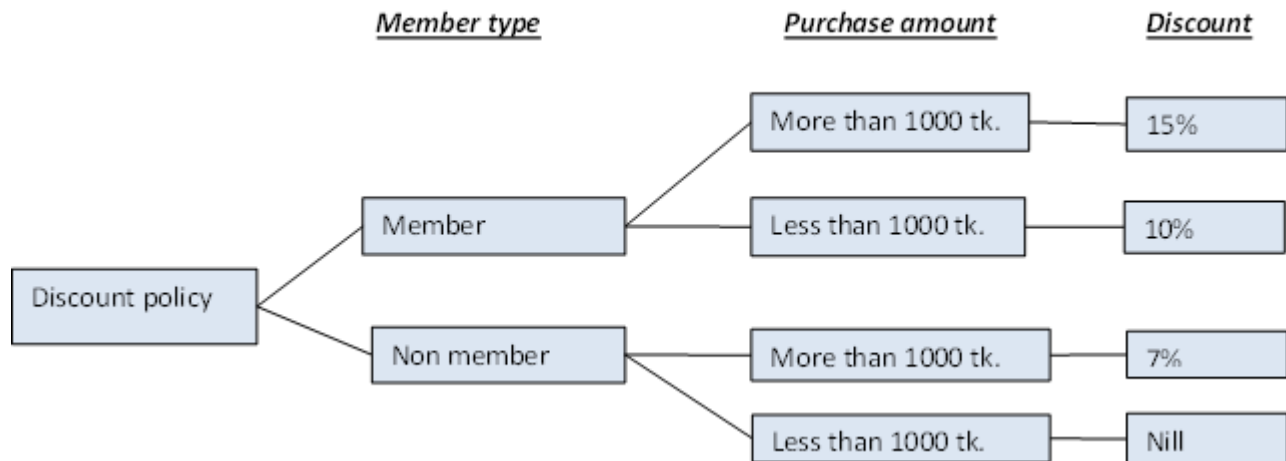 Member type Purchase amount Discount
More than 1000 tk. 15%
Member Less than 1000 tk. 10%
Discount policy
Non member More than 1000 tk. 7%
Less than 1000 tk. Nill